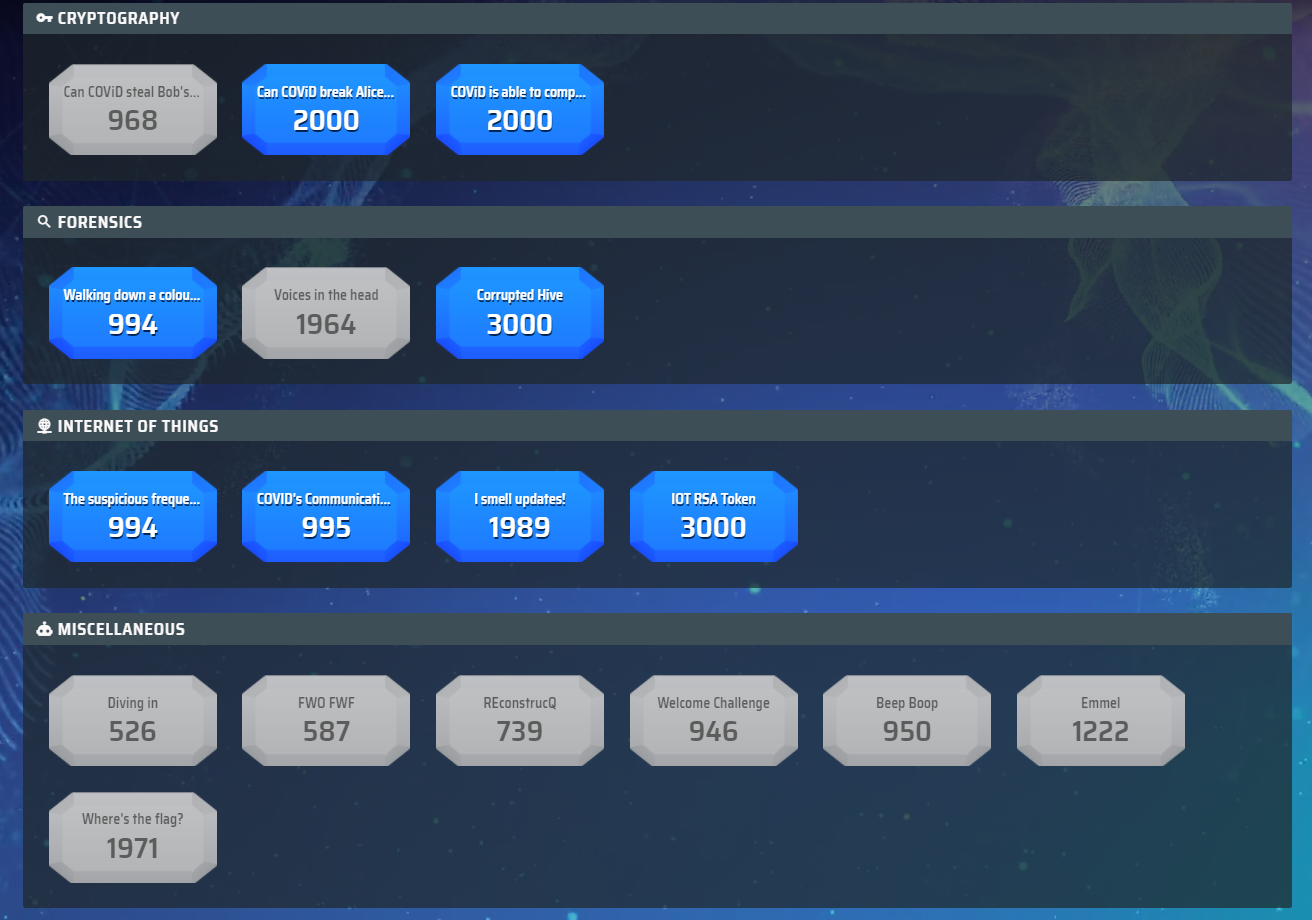 CRYPTOGRAPHY
Can COViD steal Bob's...
968
Can COViD break Alice...
2000
COViD is able to comp...
2000
FORENSICS
Walking down a colou...
994
Voices in the head
1964
Corrupted Hive
3000
INTERNET OF THINGS
The suspicious freque...
994
COVID's Communicati...
995
I smell updates!
1989
IOT RSA Token
3000
MISCELLANEOUS
Diving in
526
FWO FWF
587
REconstrucQ
739
Welcome Challenge
946
Beep Boop
950
Emmel
1222
Where's the flag?
1971